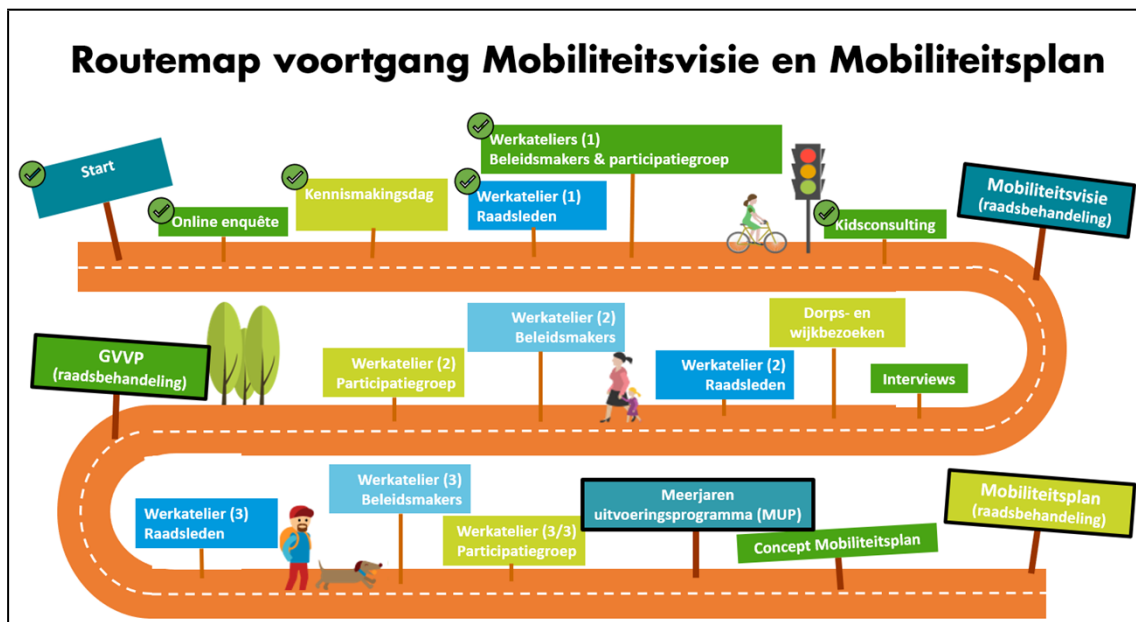 Routemap voortgang Mobiliteitsvisie en Mobiliteitsplan
Start
Online enquête
Kennismakingsdag
Werkatelier (1)
Raadsleden
Werkateliers (1)
Beleidsmakers & participatiegroep
Kidsconsulting
Mobiliteitsvisie
(raadsbehandeling)
Interviews
Dorps- en
wijkbezoeken
Werkatelier (2)
Raadsleden
Werkatelier (2)
Beleidsmakers
Werkatelier (2)
Participatiegroep
GVVP
(raadsbehandeling)
Werkatelier (3)
Raadsleden
Werkatelier (3)
Beleidsmakers
Werkatelier (3/3)
Participatiegroep
Meerjaren
uitvoeringsprogramma (MUP)
Concept Mobiliteitsplan
Mobiliteitsplan
(raadsbehandeling)